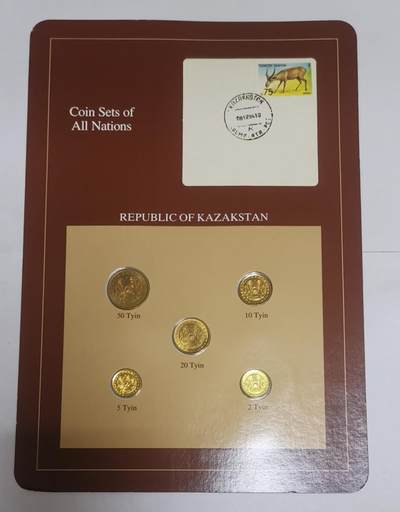 Coin Sets of
All Nations
75
REPUBLIC OF KAZAKSTAN
50 Tyin
10 Tyin
20 Tyin
5 Tyin
2 Tyin